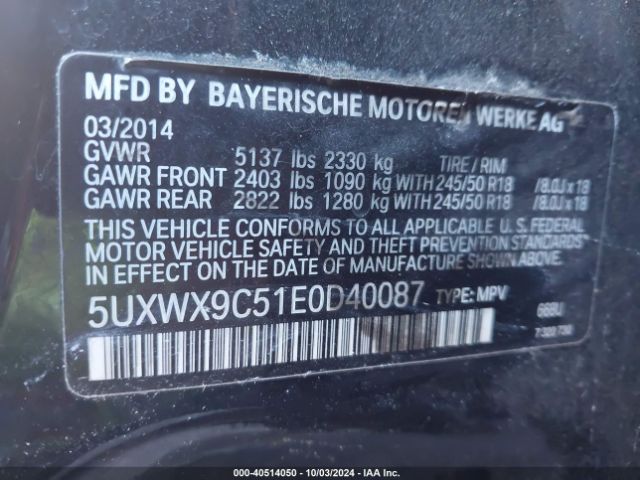 MFD BY BAYERISCHE MOTOREN WERKE AG
03/2014
GVWR 5137 lbs 2330 kg TIRE / RIM
GAWR FRONT 2403 lbs 1090 kg WITH 245/50 R18 /8.0J x 18
GAWR REAR 2822 lbs 1280 kg WITH 245/50 R18 /8.0J x 18
THIS VEHICLE CONFORMS TO ALL APPLICABLE U.S. FEDERAL
MOTOR VEHICLE SAFETY AND THEFT PREVENTION STANDARDS
IN EFFECT ON THE DATE OF MANUFACTURE SHOWN ABOVE.
5UXWX9C51E0D40087 TYPE: MPV 668U
000-40514050 - 10/03/2024 - IAA Inc.